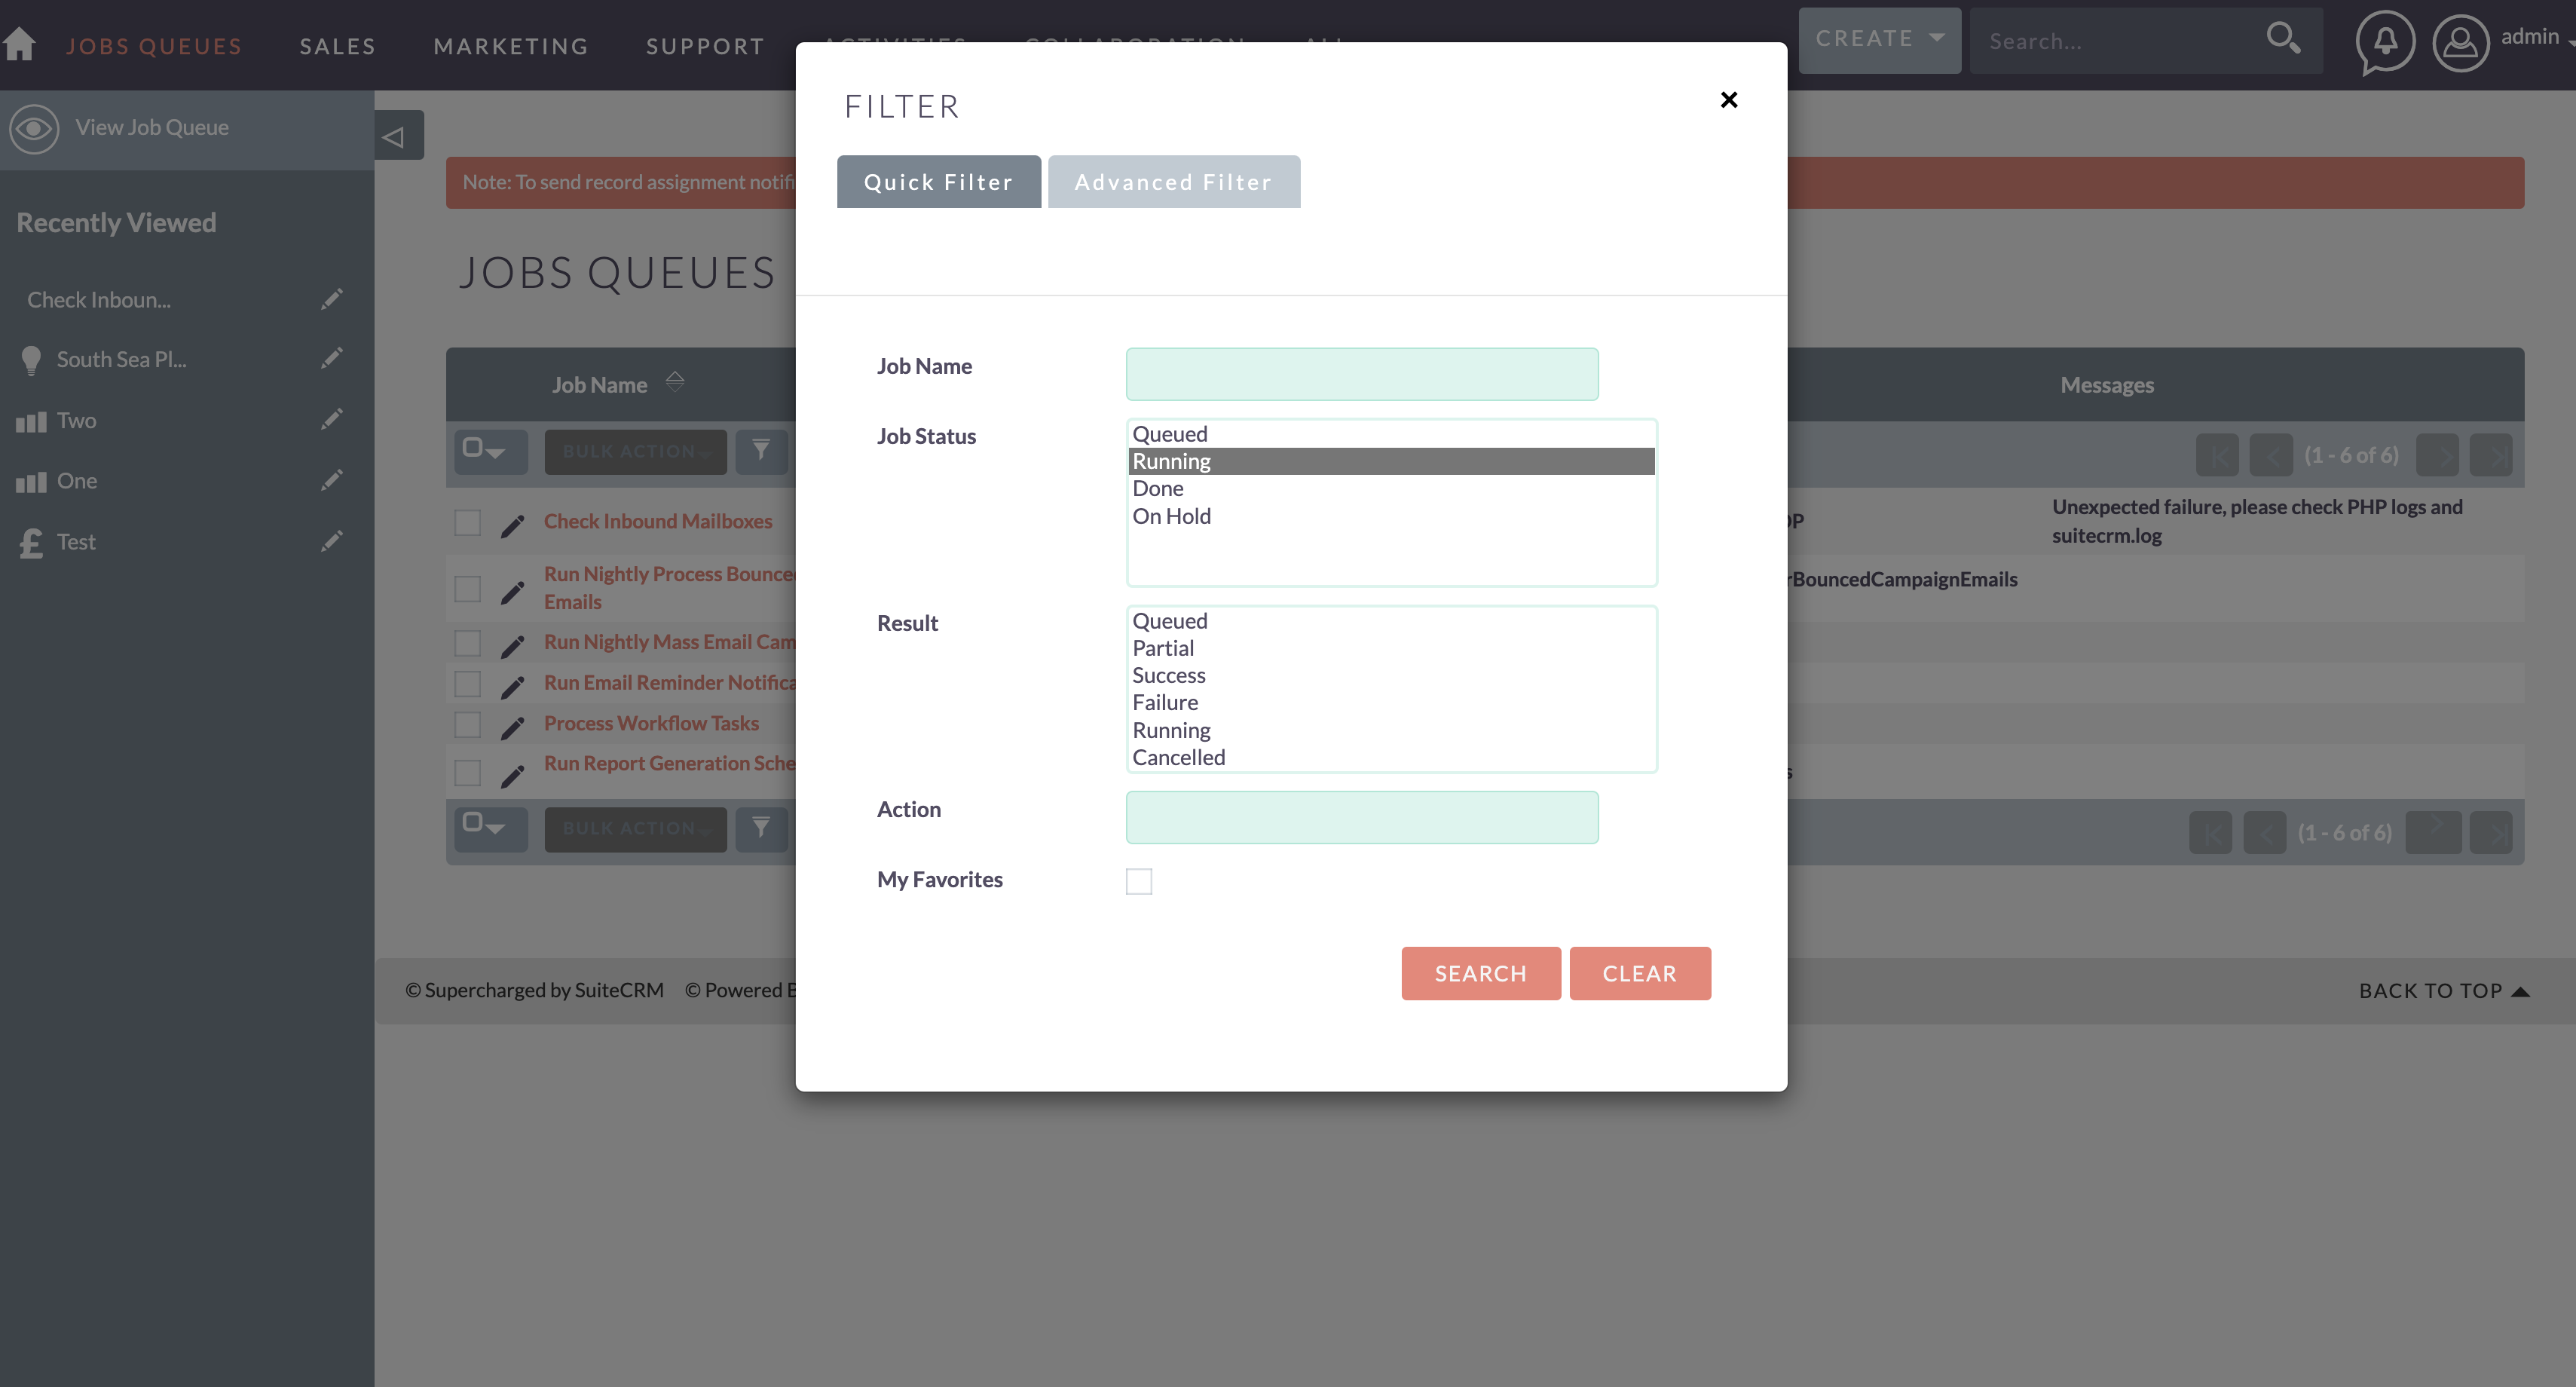 JOBS QUEUES SALES MARKETING SUPPORT
CREATE Search... admin
View Job Queue
Recently Viewed
Check Inboun...
South Sea Pl...
Two
One
Test
Note: To send record assignment notifi
JOBS QUEUES
Job Name
Messages
BULK ACTION
(1 - 6 of 6)
Check Inbound Mailboxes
Unexpected failure, please check PHP logs and
suitecrm.log
Run Nightly Process Bounce
Emails
rBouncedCampaignEmails
Run Nightly Mass Email Cam
Run Email Reminder Notifica
Process Workflow Tasks
Run Report Generation Sche
BULK ACTION
(1 - 6 of 6)
© Supercharged by SuiteCRM © Powered
BACK TO TOP
FILTER
Quick Filter Advanced Filter
Job Name
Job Status
Queued
Running
Done
On Hold
Result
Queued
Partial
Success
Failure
Running
Cancelled
Action
My Favorites
SEARCH CLEAR